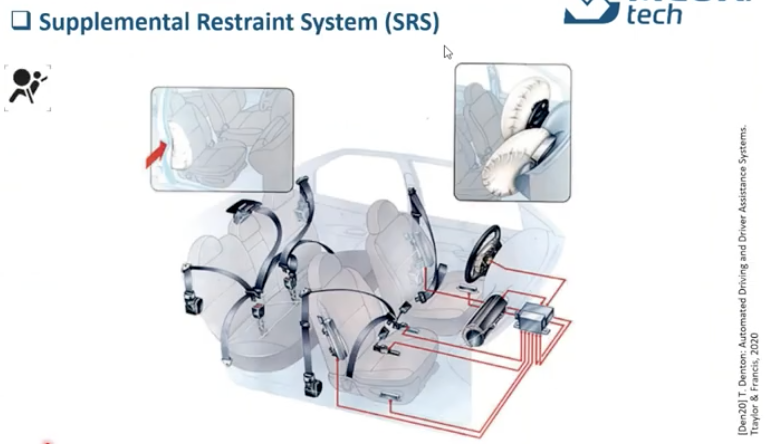 Supplemental Restraint System (SRS)
tech
[Den20] T. Denton: Automated Driving and Driver Assistance Systems.
Ttaylor & Francis, 2020